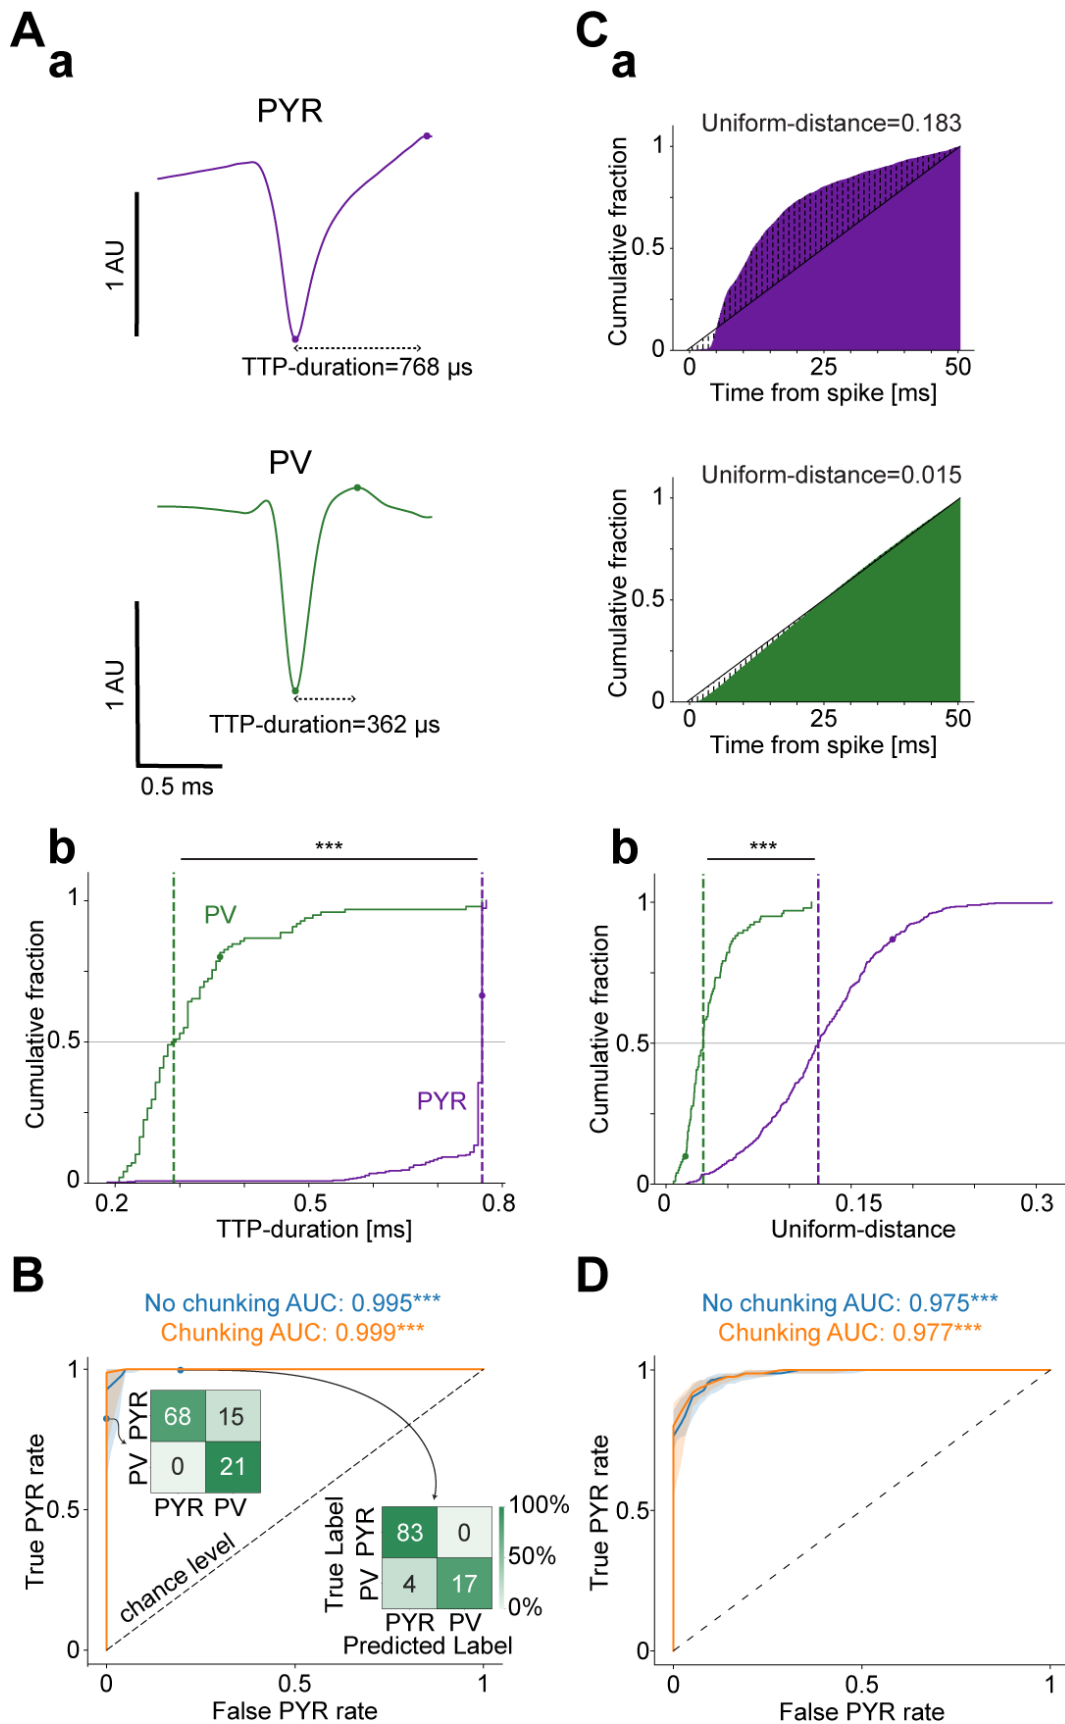 A
a
PYR
1 AU
TTP-duration=768 µs
PV
1 AU
TTP-duration=362 µs
0.5 ms
b
***
1
PV
Cumulative fraction
0.5
PYR
0
0.2
0.5
0.8
TTP-duration [ms]
B
No chunking AUC: 0.995***
Chunking AUC: 0.999***
1
True PYR rate
0.5
0
PYR
68
15
PV
0
21
PYR PV
chance level
True Label
PYR
83
0
PV
4
17
PYR PV
Predicted Label
100%
50%
0%
0
0.5
1
False PYR rate
C
a
Uniform-distance=0.183
1
Cumulative fraction
0.5
0
0
25
50
Time from spike [ms]
Uniform-distance=0.015
1
Cumulative fraction
0.5
0
0
25
50
Time from spike [ms]
b
***
1
Cumulative fraction
0.5
0
0
0.15
0.3
Uniform-distance
D
No chunking AUC: 0.975***
Chunking AUC: 0.977***
1
True PYR rate
0.5
0
0
0.5
1
False PYR rate